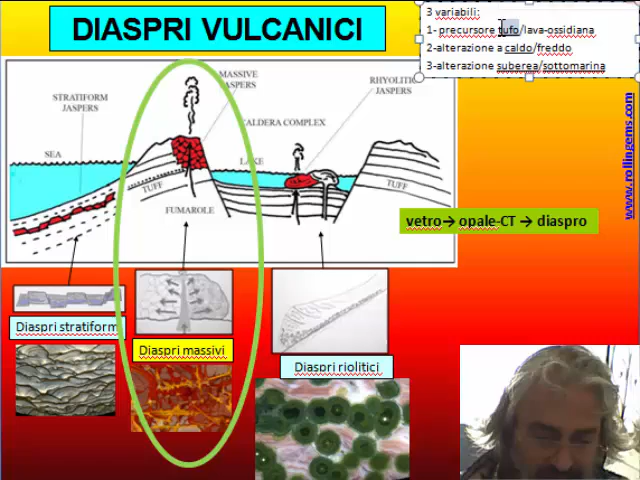 DIASPRI VULCANICI
3 variabili:
1- precursore tufo/lava-ossidiana
2-alterazione a caldo/freddo
3-alterazione suberea/sottomarina
MASSIVE
JASPERS
RHYOLITIC
JASPERS
STRATIFORM
JASPERS
CALDERA COMPLEX
SEA
LAKE
TUFF
TUFF
FUMAROLE
www.rollingems.com
vetro→ opale-CT → diaspro
Diaspri stratiform
Diaspri massivi
Diaspri riolitici